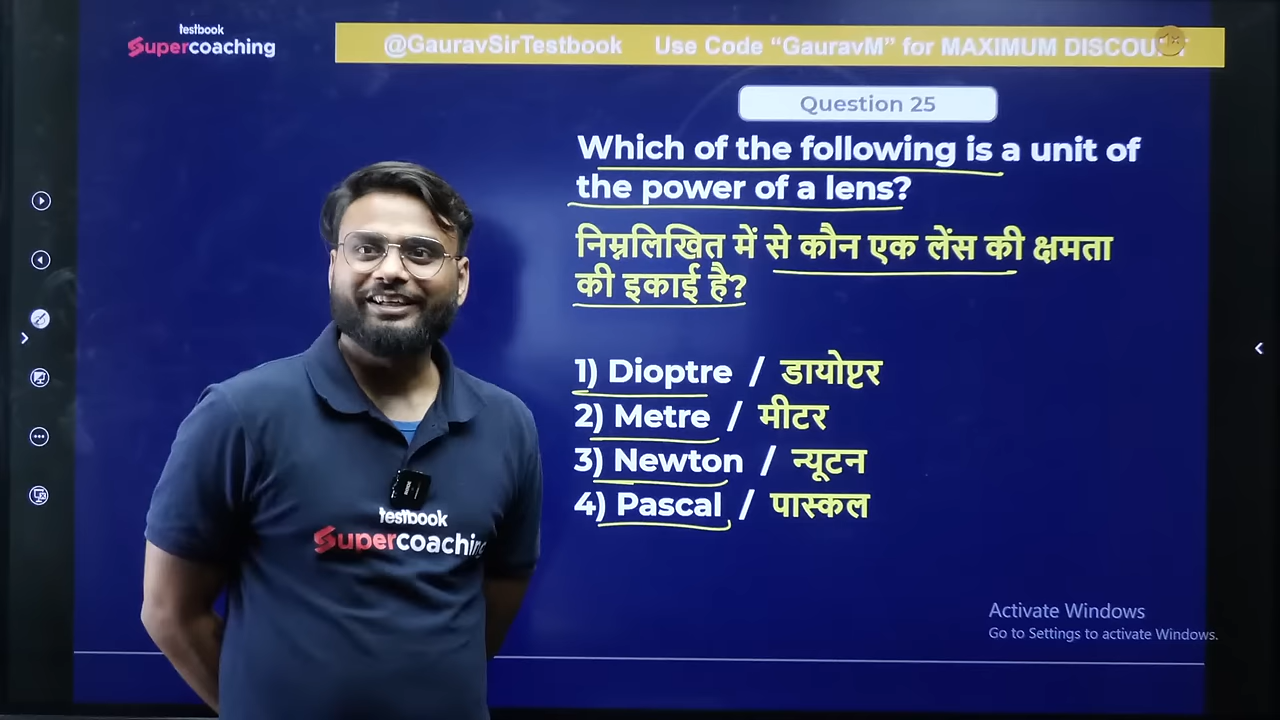 testbook
Supercoaching
@GauravSirTestbook Use Code “GauravM” for MAXIMUM DISCOUNT
Question 25
Which of the following is a unit of
the power of a lens?
निम्नलिखित में से कौन एक लेंस की क्षमता
की इकाई है?
1) Dioptre / डायोप्टर
2) Metre / मीटर
3) Newton / न्यूटन
4) Pascal / पास्कल
testbook
Supercoaching
Activate Windows
Go to Settings to activate Windows.